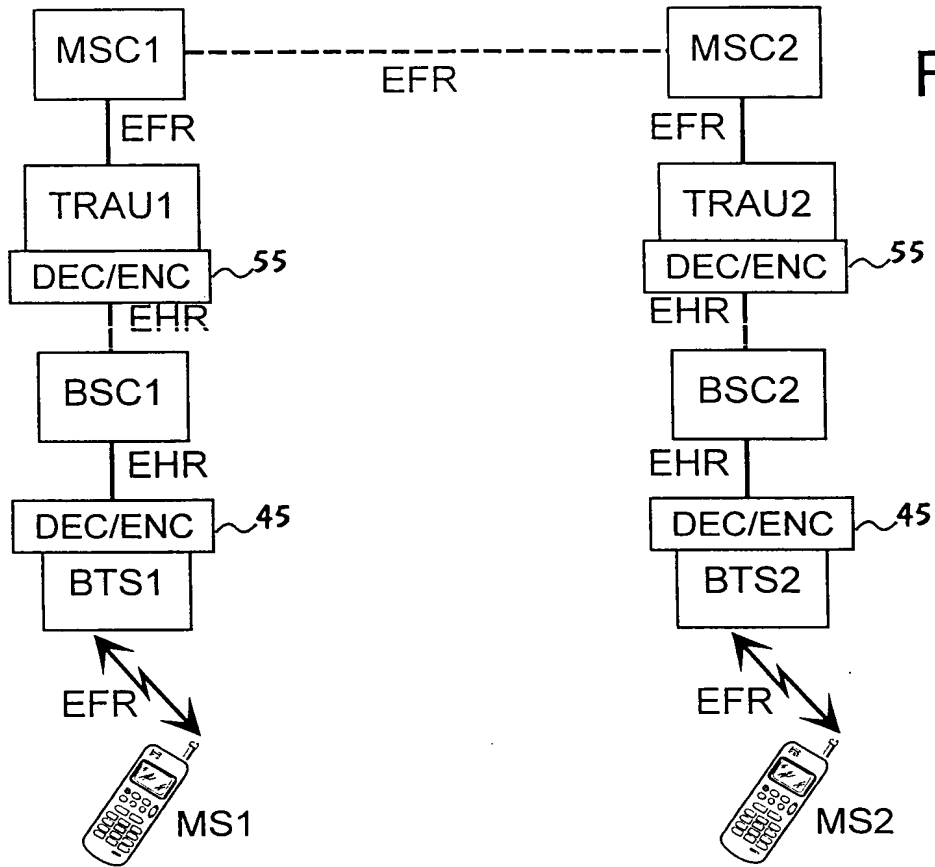 MSC1
MSC2
EFR
F
EFR
EFR
TRAU1
TRAU2
DEC/ENC
55
DEC/ENC
55
EHR
EHR
BSC1
BSC2
EHR
EHR
DEC/ENC
45
DEC/ENC
45
BTS1
BTS2
EFR
EFR
MS1
MS2